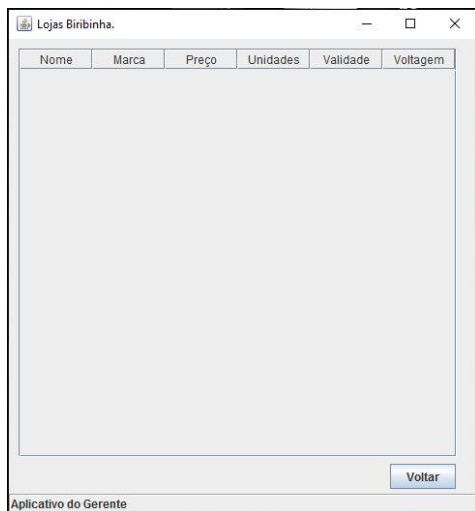 Lojas Biribinha.
Nome Marca Preço Unidades Validade Voltagem
Voltar
Aplicativo do Gerente